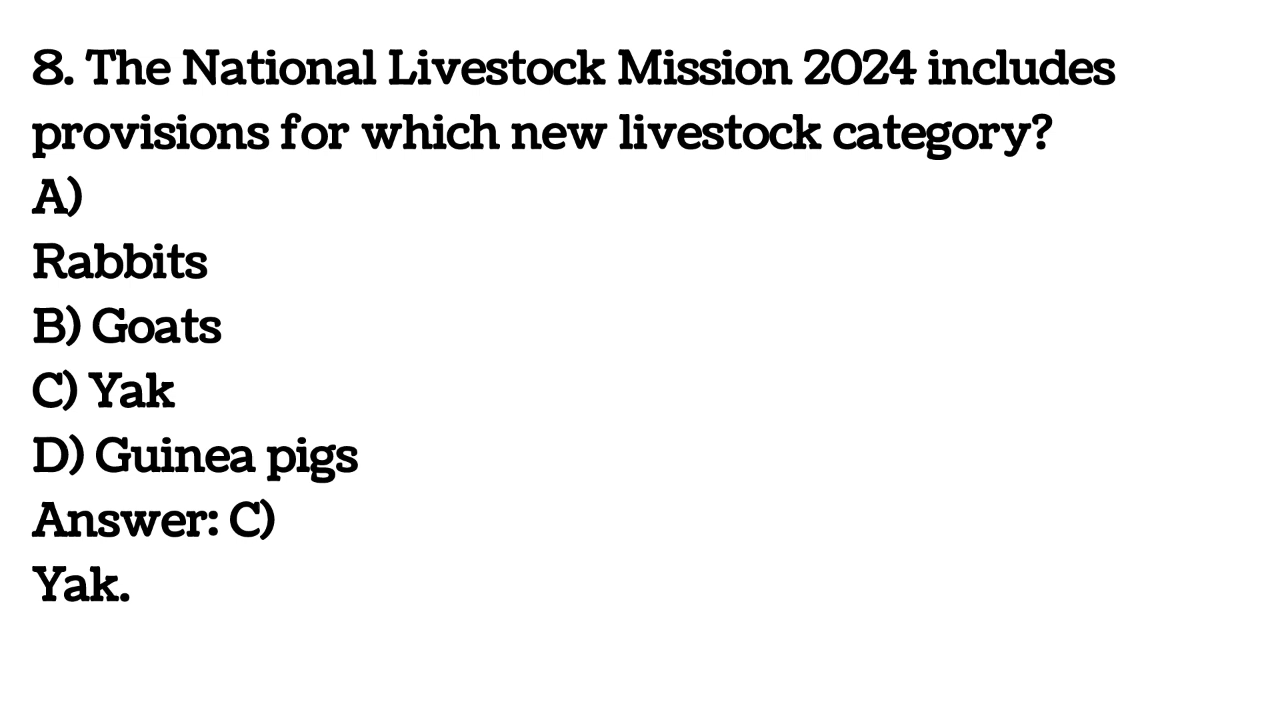 8. The National Livestock Mission 2024 includes
provisions for which new livestock category?
A)
Rabbits
B) Goats
C) Yak
D) Guinea pigs
Answer: C)
Yak.